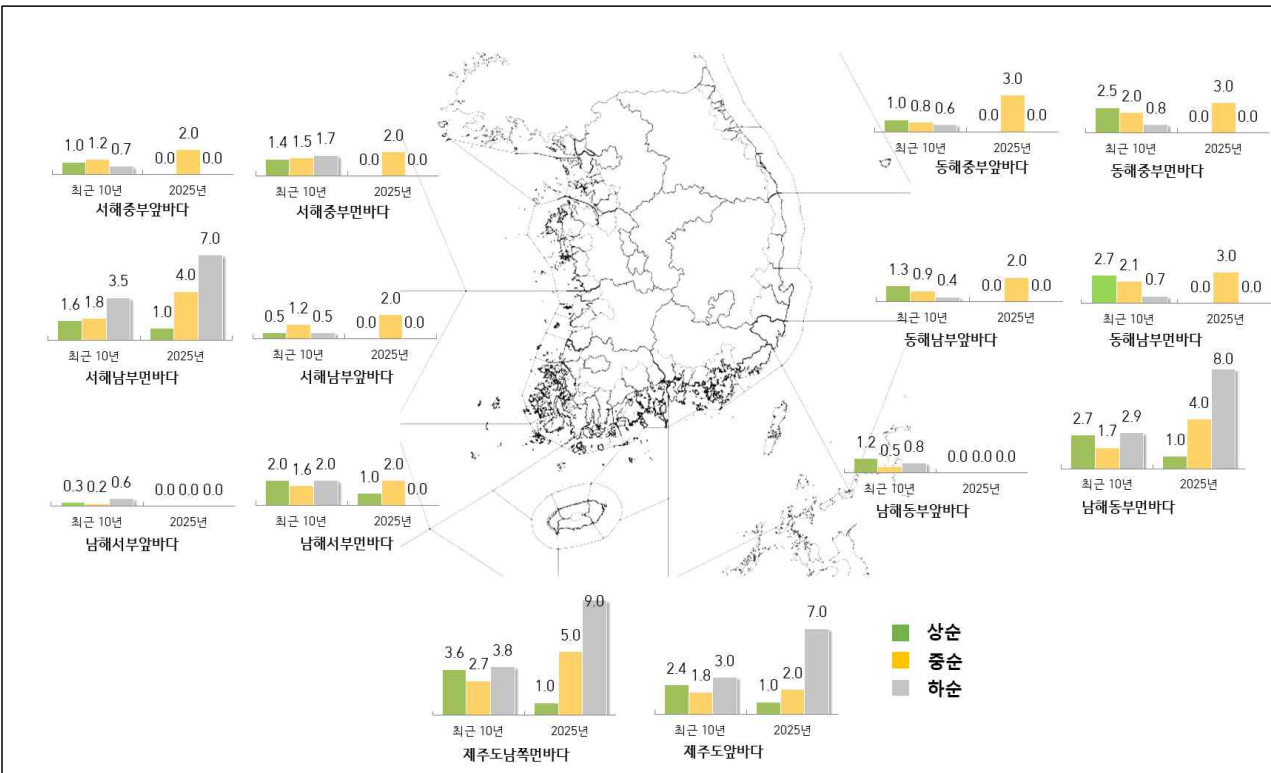 1.0 1.2 0.7 0.0 2.0 0.0
최근 10년 2025년
서해중부앞바다
1.4 1.5 1.7 0.0 2.0 0.0
최근 10년 2025년
서해중부먼바다
1.0 0.8 0.6 0.0 3.0 0.0
최근 10년 2025년
동해중부앞바다
2.5 2.0 0.8 0.0 3.0 0.0
최근 10년 2025년
동해중부먼바다
1.6 1.8 3.5 1.0 4.0 7.0
최근 10년 2025년
서해남부먼바다
0.5 1.2 0.5 0.0 2.0 0.0
최근 10년 2025년
서해남부앞바다
1.3 0.9 0.4 0.0 2.0 0.0
최근 10년 2025년
동해남부앞바다
2.7 2.1 0.7 0.0 3.0 0.0
최근 10년 2025년
동해남부먼바다
0.3 0.2 0.6 0.0 0.0 0.0
최근 10년 2025년
남해서부앞바다
2.0 1.6 2.0 1.0 2.0 0.0
최근 10년 2025년
남해서부먼바다
1.2 0.5 0.8 0.0 0.0 0.0
최근 10년 2025년
남해동부앞바다
2.7 1.7 2.9 1.0 4.0 8.0
최근 10년 2025년
남해동부먼바다
3.6 2.7 3.8 1.0 5.0 9.0
최근 10년 2025년
제주도남쪽먼바다
2.4 1.8 3.0 1.0 2.0 7.0
최근 10년 2025년
제주도앞바다
상순
중순
하순